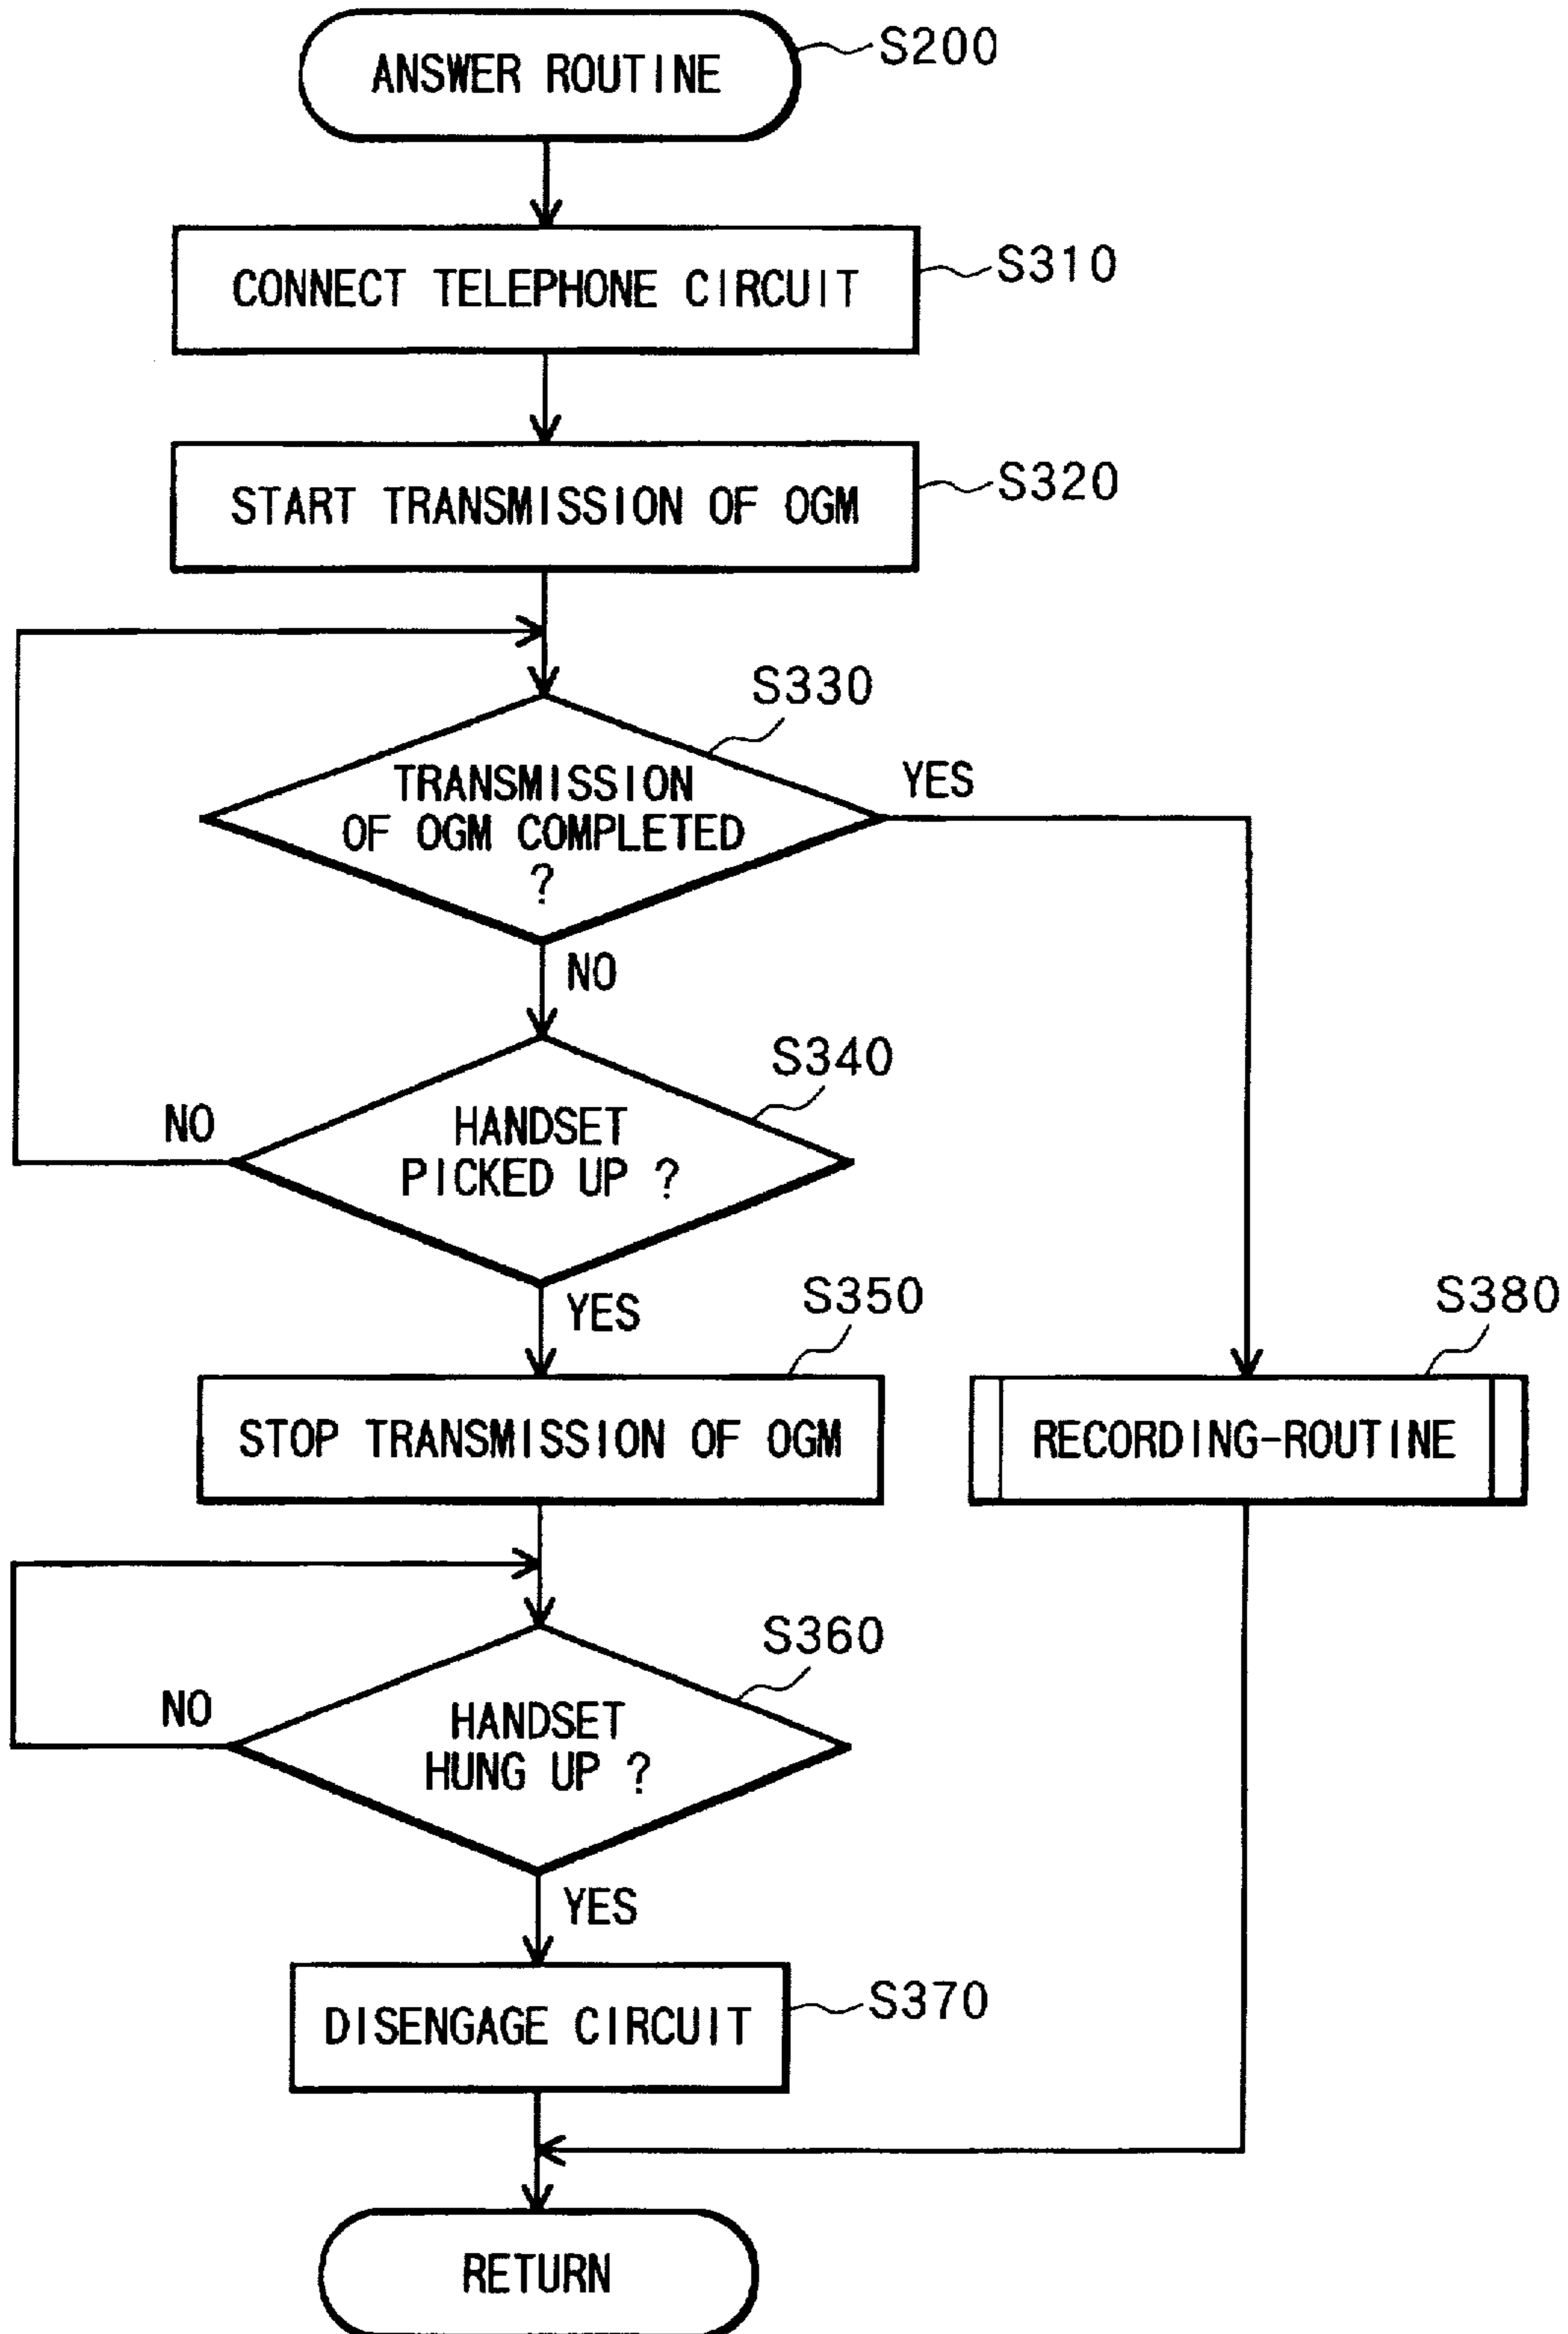 ANSWER ROUTINE
S200
CONNECT TELEPHONE CIRCUIT
S310
START TRANSMISSION OF OGM
S320
S330
TRANSMISSION
OF OGM COMPLETED
?
YES
NO
S340
HANDSET
PICKED UP ?
NO
YES
S350
STOP TRANSMISSION OF OGM
S380
RECORDING-ROUTINE
S360
HANDSET
HUNG UP ?
NO
YES
DISENGAGE CIRCUIT
S370
RETURN